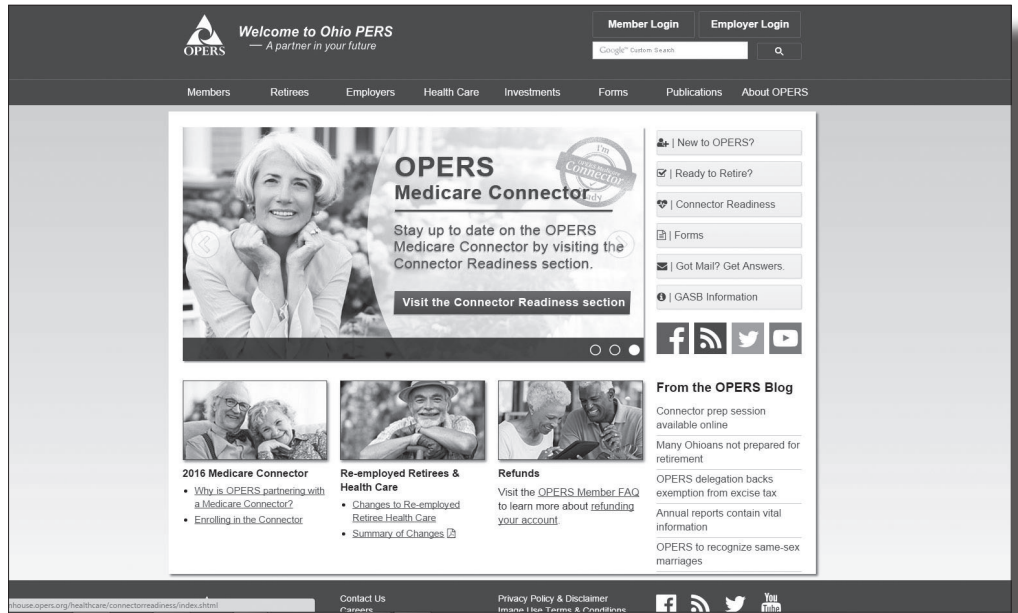 OPERS
Welcome to Ohio PERS
— A partner in your future
Member Login
Employer Login
Google™ Custom Search
Members
Retirees
Employers
Health Care
Investments
Forms
Publications
About OPERS
OPERS
Medicare Connector
I'm
OPERS Medicare
Connector
Ready
Stay up to date on the OPERS
Medicare Connector by visiting the
Connector Readiness section.
Visit the Connector Readiness section
| New to OPERS?
| Ready to Retire?
| Connector Readiness
| Forms
| Got Mail? Get Answers.
| GASB Information
2016 Medicare Connector
• Why is OPERS partnering with
a Medicare Connector?
• Enrolling in the Connector
Re-employed Retirees &
Health Care
• Changes to Re-employed
Retiree Health Care
• Summary of Changes
Refunds
Visit the OPERS Member FAQ
to learn more about refunding
your account.
From the OPERS Blog
Connector prep session
available online
Many Ohioans not prepared for
retirement
OPERS delegation backs
exemption from excise tax
Annual reports contain vital
information
OPERS to recognize same-sex
marriages
nhouse.opers.org/healthcare/connectorreadiness/index.shtml
Contact Us
Careers
Privacy Policy & Disclaimer
Image Use Terms & Conditions
You
Tube